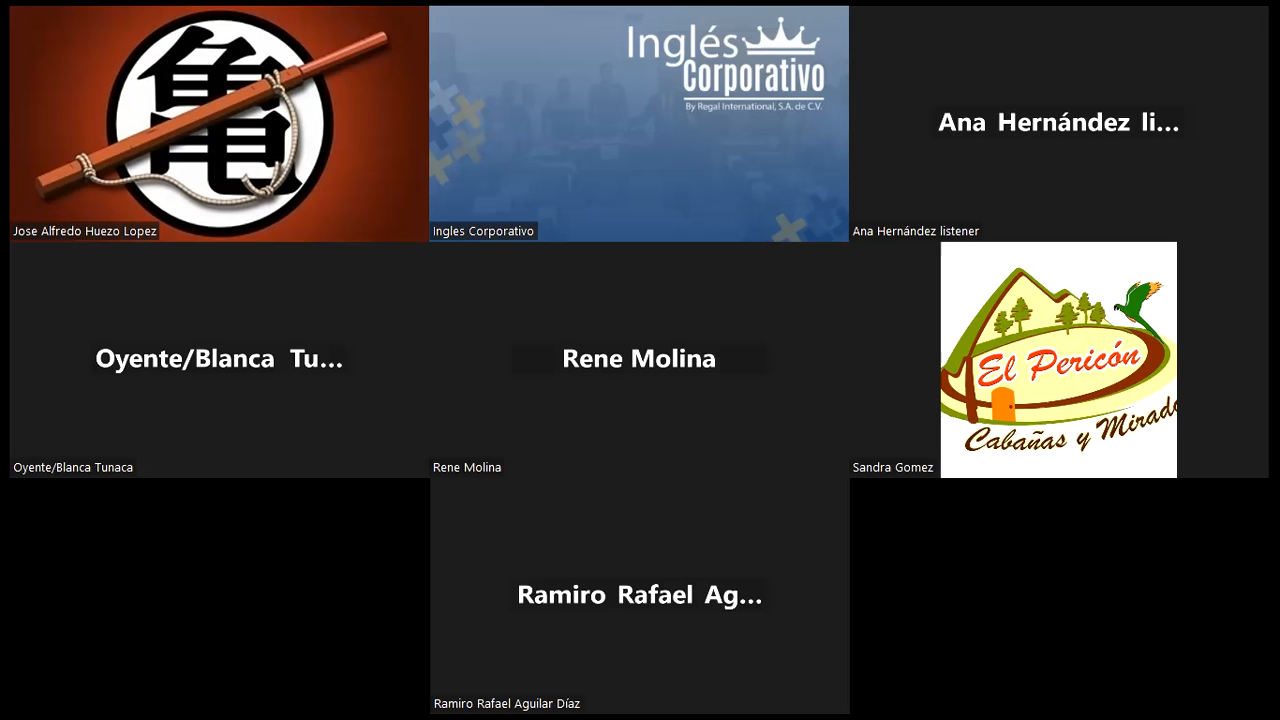 亀
Jose Alfredo Huezo Lopez
Inglés
Corporativo
By Regal International, S.A. de C.V.
Ingles Corporativo
Ana Hernández li...
Ana Hernández listener
Oyente/Blanca Tu...
Oyente/Blanca Tunaca
Rene Molina
Rene Molina
El Pericón
Cabañas y Mirado
Sandra Gomez
Ramiro Rafael Ag...
Ramiro Rafael Aguilar Díaz